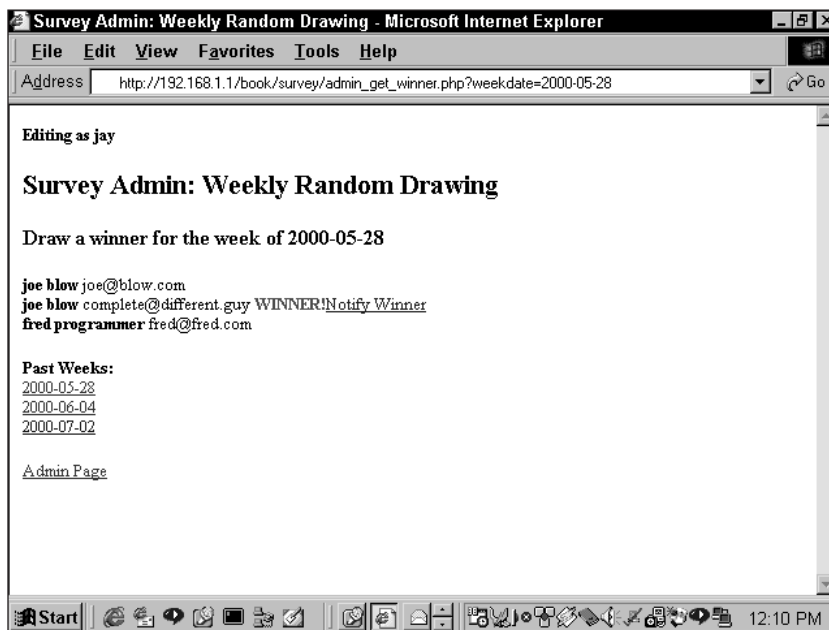 Survey Admin: Weekly Random Drawing - Microsoft Internet Explorer
File Edit View Favorites Tools Help
Address http://192.168.1.1/book/survey/admin_get_winner.php?weekdate=2000-05-28 Go
Editing as jay
Survey Admin: Weekly Random Drawing
Draw a winner for the week of 2000-05-28
joe blow joe@blow.com
joe blow complete@different.guy WINNER!Notify Winner
fred programmer fred@fred.com
Past Weeks:
2000-05-28
2000-06-04
2000-07-02
Admin Page
Start 12:10 PM